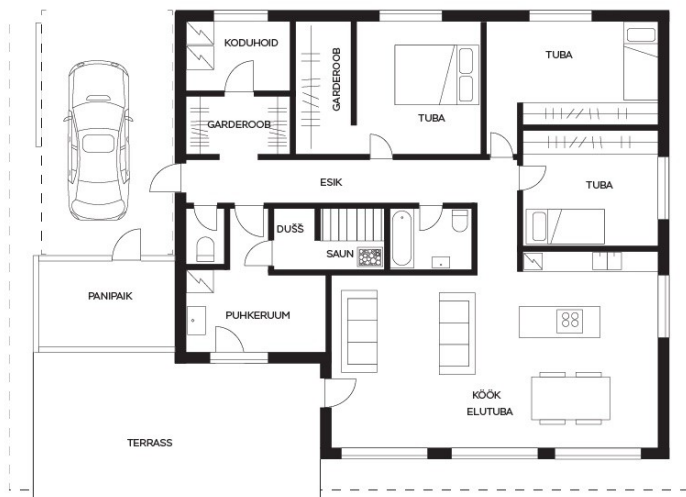 KODUHOID
GARDEROOB
TUBA
TUBA
GARDEROOB
ESIK
TUBA
DUŠŠ
SAUN
PANIPAIK
PUHKERUUM
KÖÖK
ELUTUBA
TERRASS